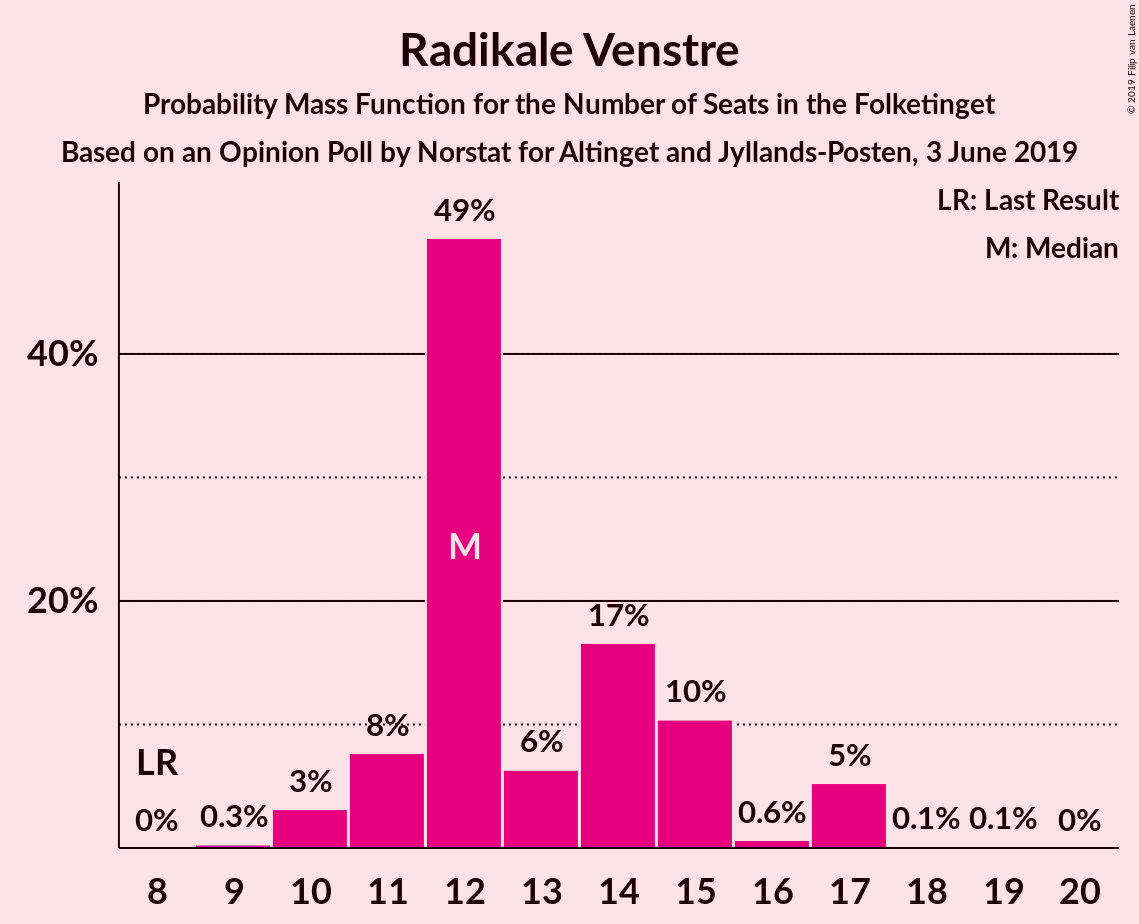 Radikale Venstre
Probability Mass Function for the Number of Seats in the Folketinget
Based on an Opinion Poll by Norstat for Altinget and Jyllands-Posten, 3 June 2019
© 2019 Filip van Laenen
LR: Last Result
M: Median
49%
40%
M
20%
17%
10%
8%
6%
LR
5%
3%
0%
0.3%
0.6%
0.1%
0.1%
0%
8 9 10 11 12 13 14 15 16 17 18 19 20